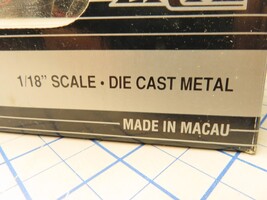 1/18" SCALE • DIE CAST METAL
MADE IN MACAU